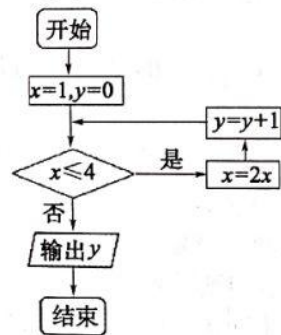 开始
x=1,y=0
y=y+1
x≤4
是
x=2x
否
输出y
结束